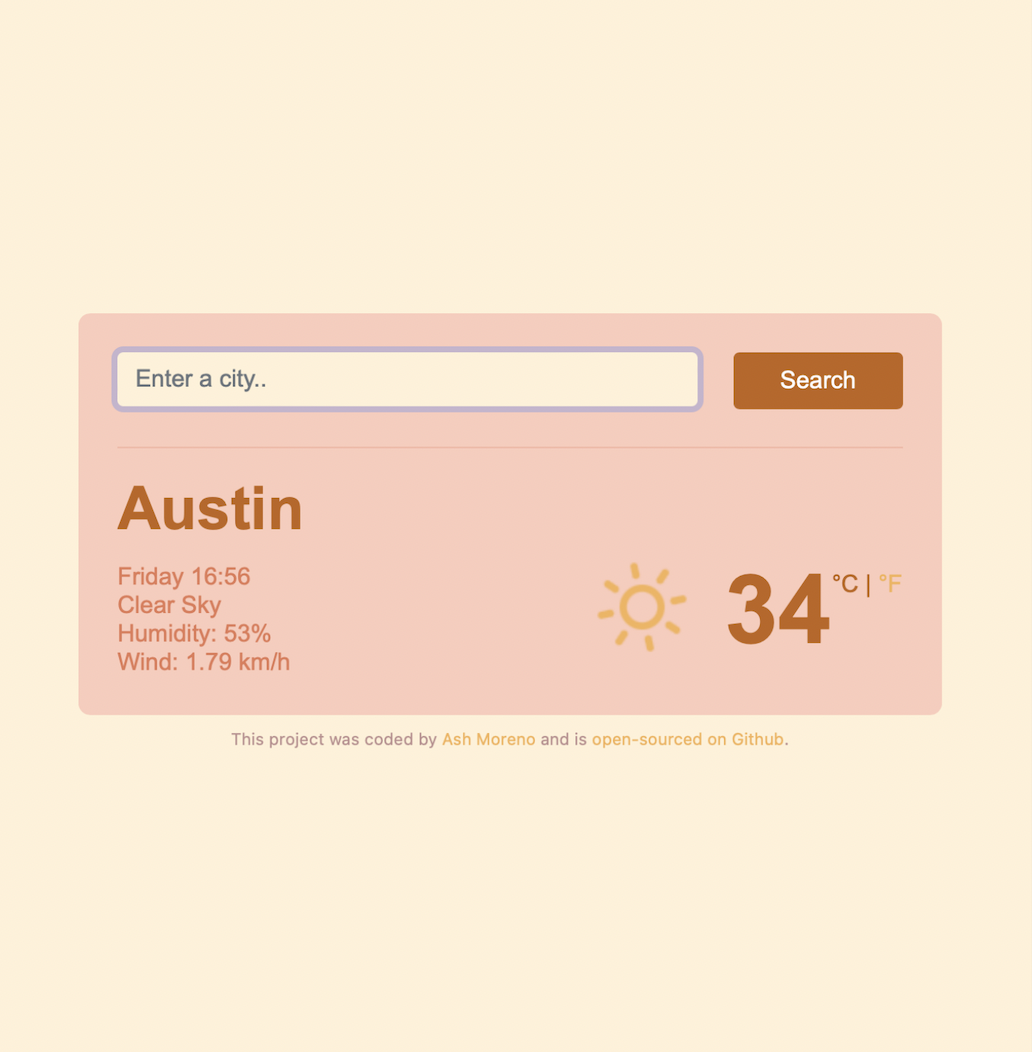 Enter a city..
Search
Austin
Friday 16:56
Clear Sky
Humidity: 53%
Wind: 1.79 km/h
34 °C | °F
This project was coded by Ash Moreno and is open-sourced on Github.